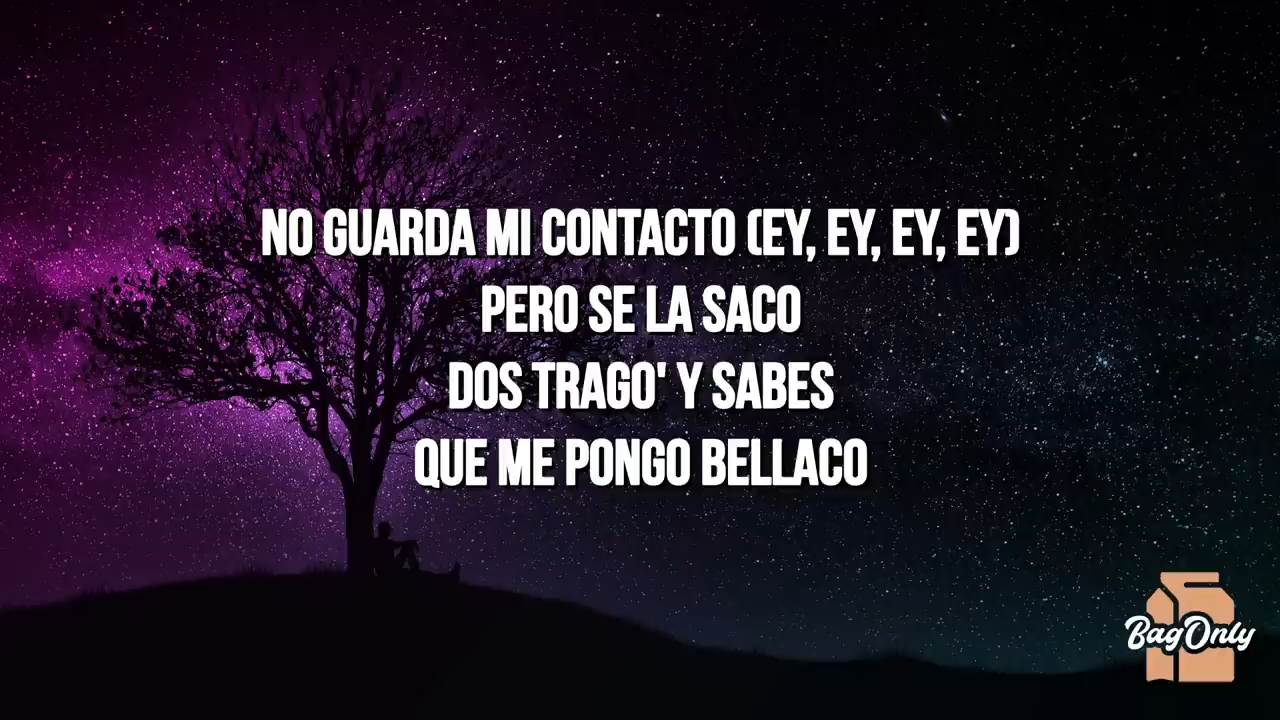 NO GUARDA MI CONTACTO (EY, EY, EY, EY)
PERO SE LA SACO
DOS TRAGO' Y SABES
QUE ME PONGO BELLACO
BagOnly